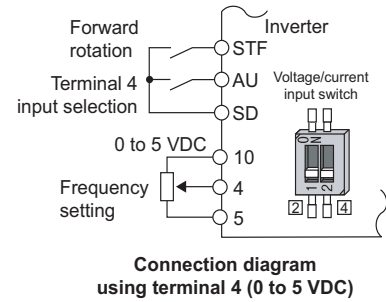 Forward
rotation
Inverter
STF
AU
Terminal 4
input selection
SD
Voltage/current
input switch
0 to 5 VDC
10
Frequency
setting
4
5
O
N
1
2
2
4
Connection diagram
using terminal 4 (0 to 5 VDC)